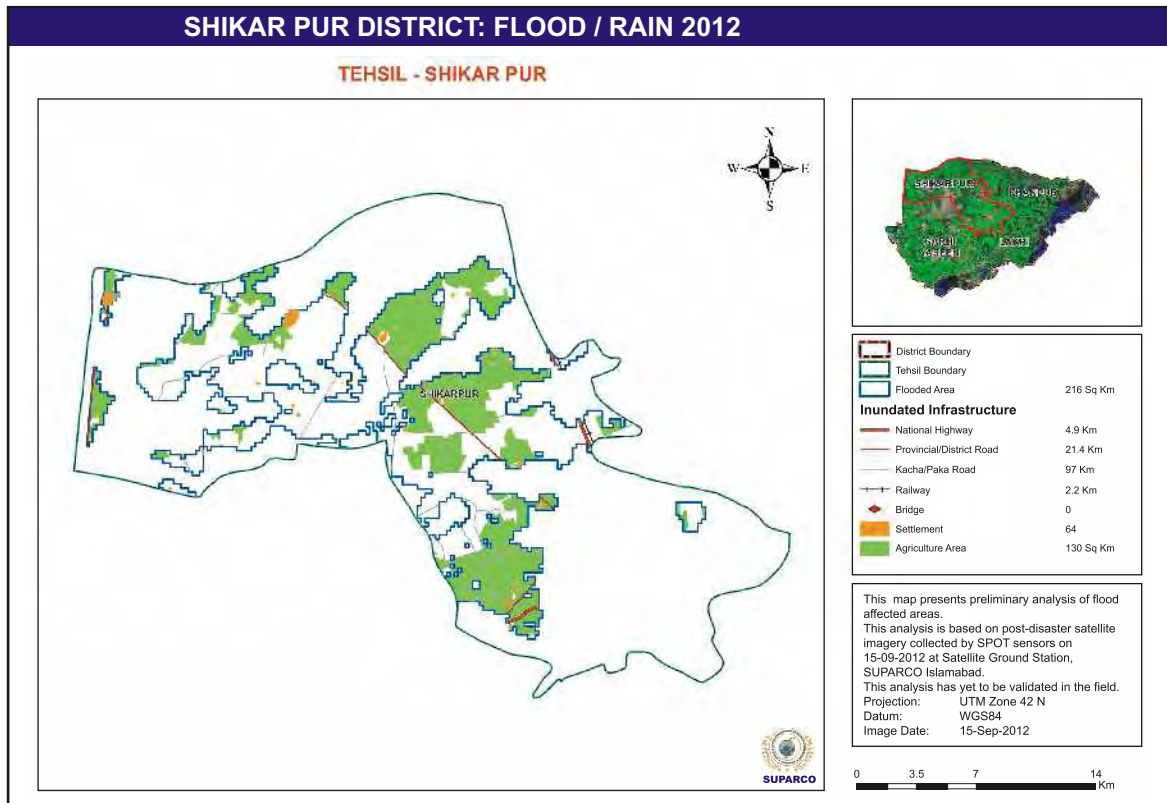 SHIKAR PUR DISTRICT: FLOOD / RAIN 2012
TEHSIL - SHIKAR PUR
N
W E
S
SHIKARPUR
SUPARCO
SHIKARPUR
KHANPUR
GARHI
YASEEN
LAKHI
District Boundary
Tehsil Boundary
Flooded Area 216 Sq Km
Inundated Infrastructure
National Highway 4.9 Km
Provincial/District Road 21.4 Km
Kacha/Paka Road 97 Km
Railway 2.2 Km
Bridge 0
Settlement 64
Agriculture Area 130 Sq Km
This map presents preliminary analysis of flood
affected areas.
This analysis is based on post-disaster satellite
imagery collected by SPOT sensors on
15-09-2012 at Satellite Ground Station,
SUPARCO Islamabad.
This analysis has yet to be validated in the field.
Projection: UTM Zone 42 N
Datum: WGS84
Image Date: 15-Sep-2012
0 3.5 7 14
Km